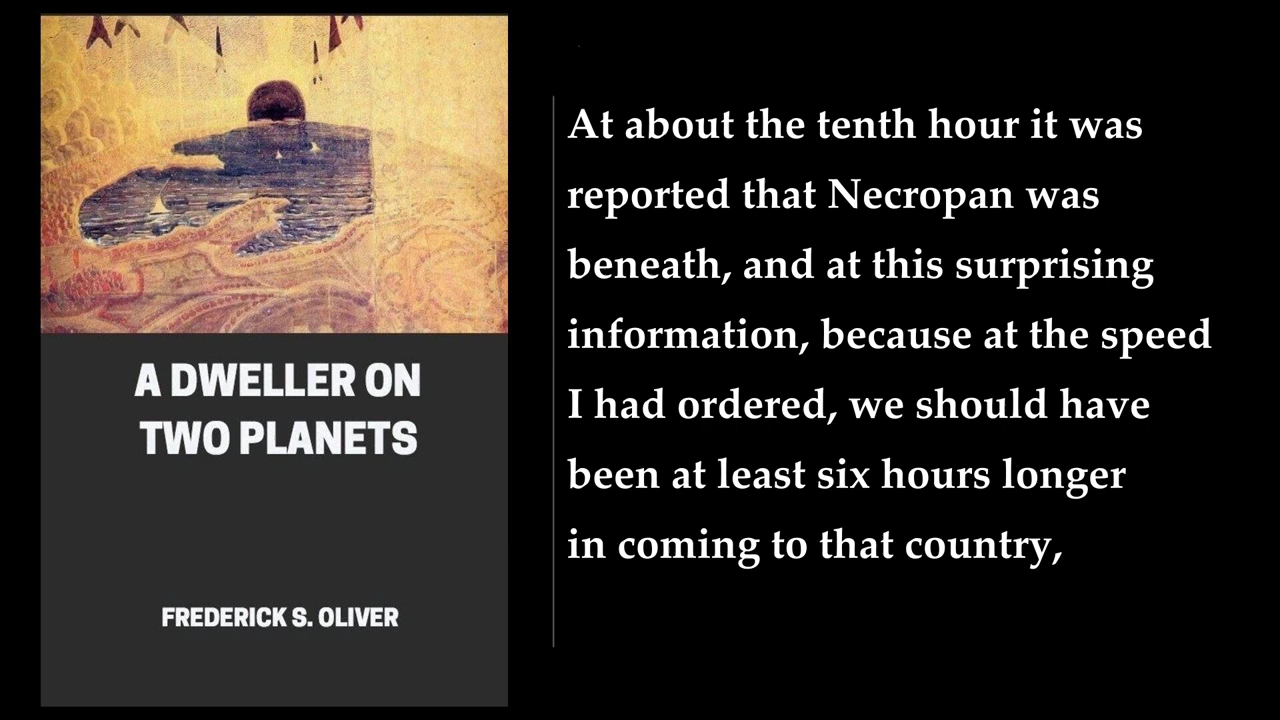 A DWELLER ON
TWO PLANETS
FREDERICK S. OLIVER
At about the tenth hour it was
reported that Necropan was
beneath, and at this surprising
information, because at the speed
I had ordered, we should have
been at least six hours longer
in coming to that country,